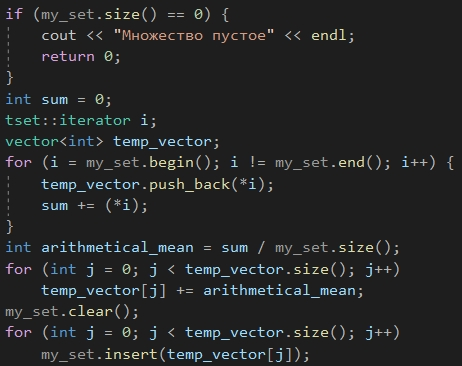 if (my_set.size() == 0) {
    cout << "Множество пустое" << endl;
    return 0;
}
int sum = 0;
tset::iterator i;
vector<int> temp_vector;
for (i = my_set.begin(); i != my_set.end(); i++) {
    temp_vector.push_back(*i);
    sum += (*i);
}
int arithmetical_mean = sum / my_set.size();
for (int j = 0; j < temp_vector.size(); j++)
    temp_vector[j] += arithmetical_mean;
my_set.clear();
for (int j = 0; j < temp_vector.size(); j++)
    my_set.insert(temp_vector[j]);